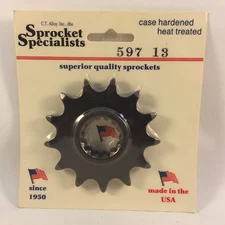 C.T. Alloy, Inc., dba
Sprocket
Specialists
case hardened
heat treated
597 13
superior quality sprockets
since
1950
made in the
USA